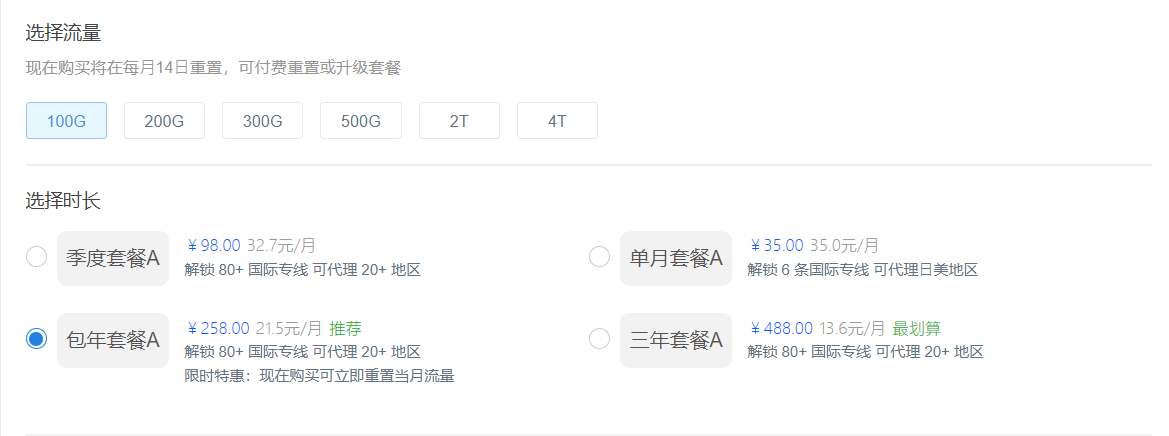 选择流量
现在购买将在每月14日重置，可付费重置或升级套餐
100G 200G 300G 500G 2T 4T
选择时长
季度套餐A
￥98.00 32.7元/月
解锁 80+ 国际专线 可代理 20+ 地区
单月套餐A
￥35.00 35.0元/月
解锁 6 条国际专线 可代理日美地区
包年套餐A
￥258.00 21.5元/月 推荐
解锁 80+ 国际专线 可代理 20+ 地区
限时特惠：现在购买可立即重置当月流量
三年套餐A
￥488.00 13.6元/月 最划算
解锁 80+ 国际专线 可代理 20+ 地区